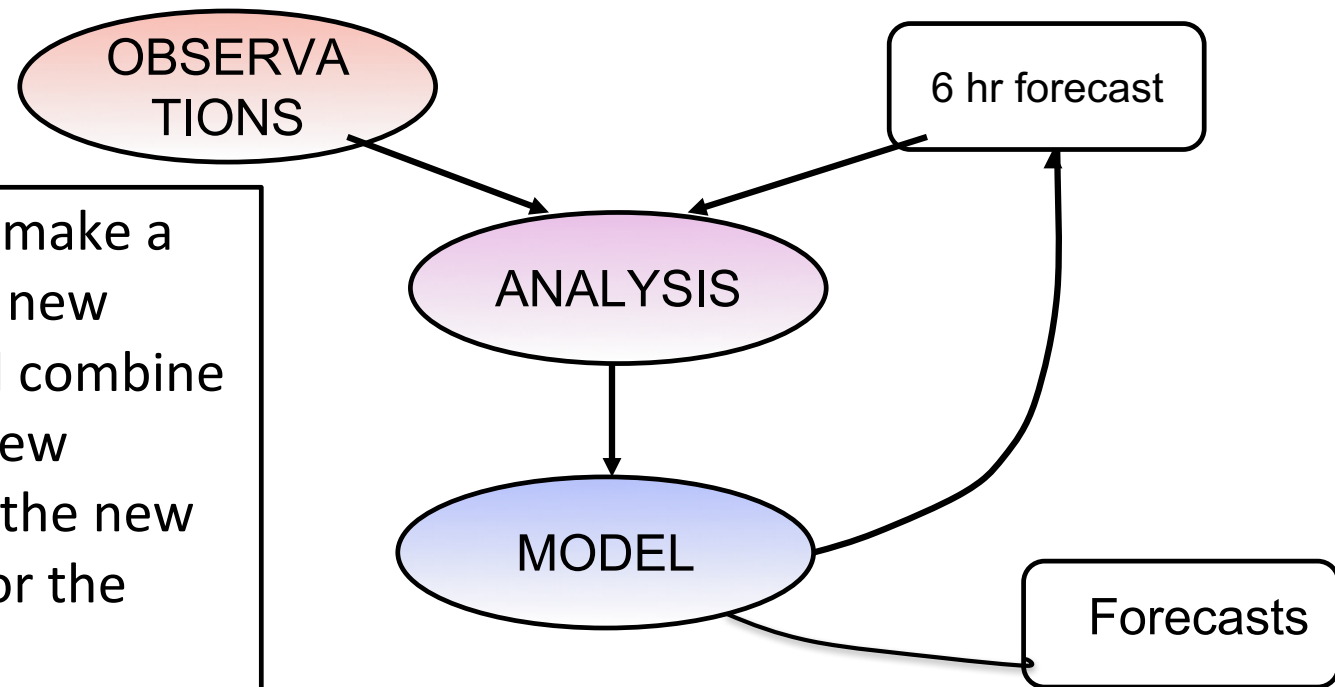 OBSERVA
TIONS
6 hr forecast
make a
new
combine
ew
the new
or the
ANALYSIS
MODEL
Forecasts